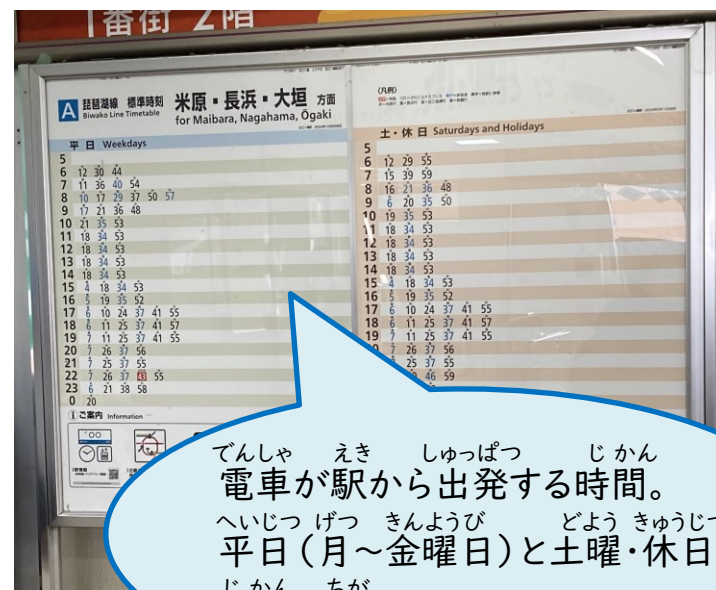 1番街 2階
A 琵琶湖線 標準時刻 米原・長浜・大垣 方面
Biwako Line Timetable for Maibara, Nagahama, Ōgaki
(凡例)
平 日 Weekdays
5
6 12 30 44
7 11 36 40 54
8 10 17 29 37 50 57
9 17 21 36 48
10 21 35 53
11 18 34 53
12 18 34 53
13 18 34 53
14 18 34 53
15 4 18 34 53
16 5 19 35 52
17 6 10 24 37 41 55
18 6 11 25 37 41 57
19 7 11 25 37 41 55
20 7 26 37 56
21 7 25 37 55
22 7 26 37 43 55
23 6 21 38 58
0 20
土・休 日 Saturdays and Holidays
5
6 12 29 55
7 15 39 59
8 16 21 36 48
9 6 20 35 50
10 19 35 53
11 18 34 53
12 18 34 53
13 18 34 53
14 18 34 53
15 4 18 34 53
16 5 19 35 52
17 6 10 24 37 41 55
18 6 11 25 37 41 57
19 7 11 25 37 41 55
7 26 37 56
7 25 37 55
46 59
i ご案内 Information
でんしゃ えき しゅっぱつ じかん
電車が駅から出発する時間。
へいじつ げつ きんようび どよう きゅうじつ
平日(月~金曜日)と土曜・休日
じかん ちが